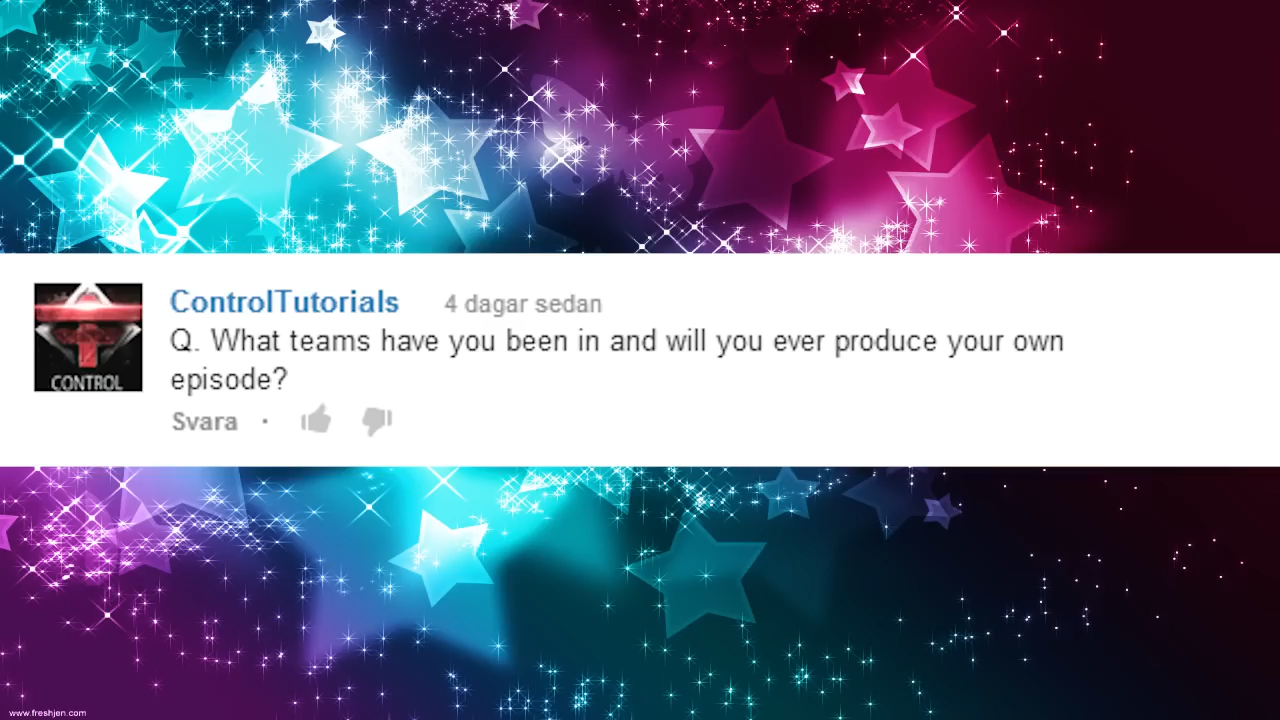 ControlTutorials 4 dagar sedan
Q. What teams have you been in and will you ever produce your own
episode?
CONTROL
Svara ·
www.freshjen.com